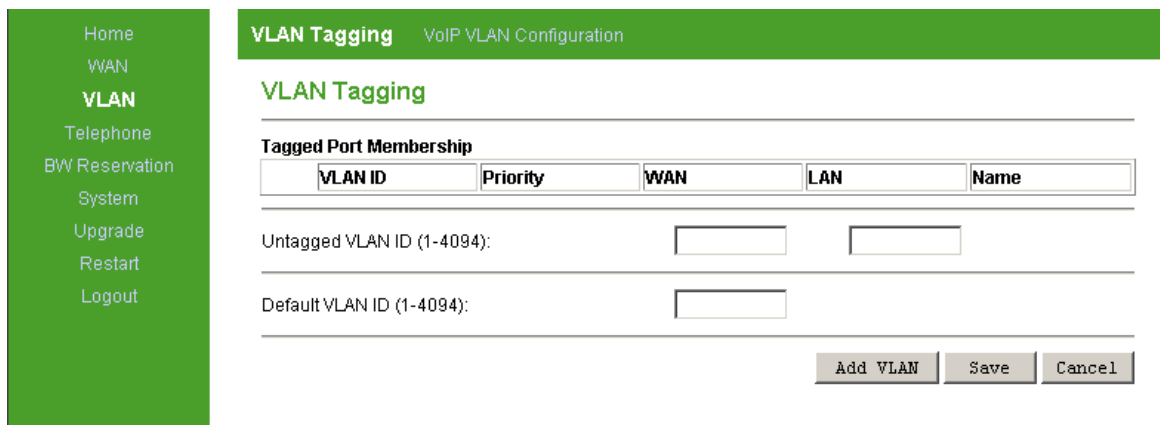 Home
WAN
VLAN
Telephone
BW Reservation
System
Upgrade
Restart
Logout
VLAN Tagging VoIP VLAN Configuration
VLAN Tagging
Tagged Port Membership
VLAN ID Priority WAN LAN Name
Untagged VLAN ID (1-4094):
Default VLAN ID (1-4094):
Add VLAN Save Cancel